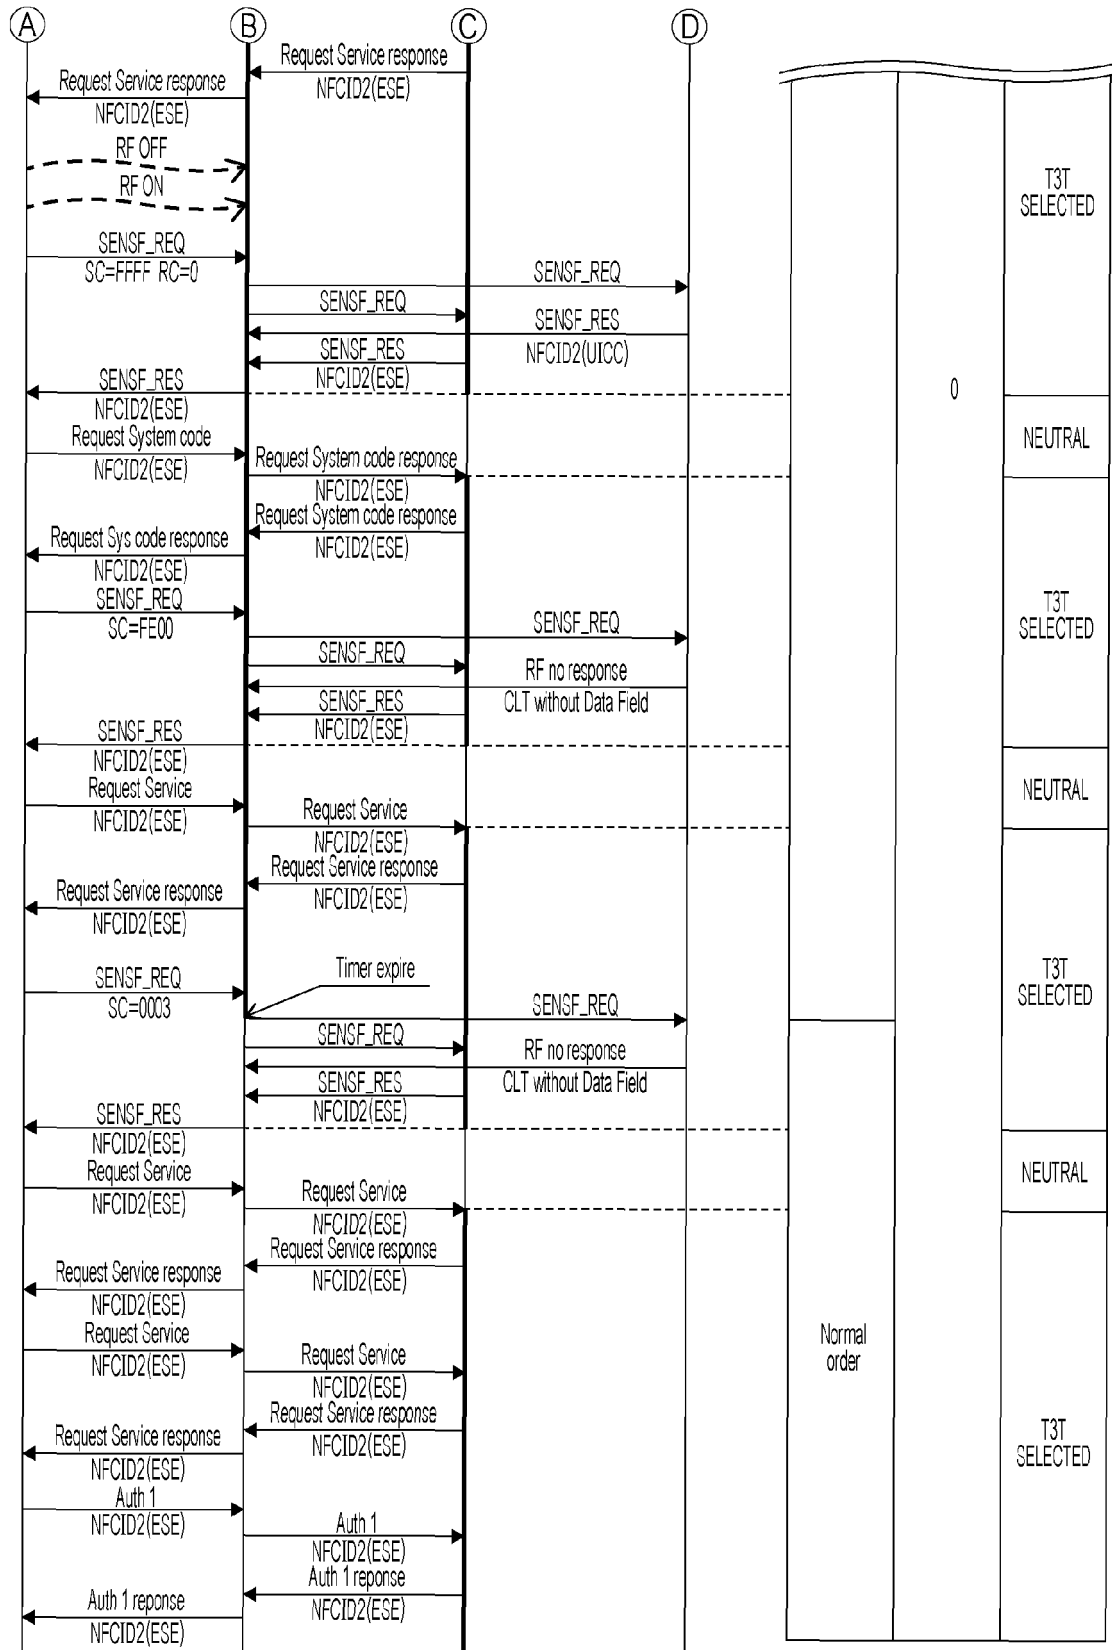 A
B
C
D
Request Service response
NFCID2(ESE)
Request Service response
NFCID2(ESE)
RF OFF
RF ON
T3T
SELECTED
SENSF_REQ
SC=FFFF RC=0
SENSF_REQ
SENSF_REQ
SENSF_RES
NFCID2(UICC)
SENSF_RES
NFCID2(ESE)
SENSF_RES
NFCID2(ESE)
0
Request System code
NFCID2(ESE)
NEUTRAL
Request System code response
NFCID2(ESE)
Request System code response
NFCID2(ESE)
Request Sys code response
NFCID2(ESE)
SENSF_REQ
SC=FE00
T3T
SELECTED
SENSF_REQ
SENSF_REQ
RF no response
CLT without Data Field
SENSF_RES
NFCID2(ESE)
SENSF_RES
NFCID2(ESE)
Request Service
NFCID2(ESE)
NEUTRAL
Request Service
NFCID2(ESE)
Request Service response
NFCID2(ESE)
Request Service response
NFCID2(ESE)
SENSF_REQ
SC=0003
Timer expire
T3T
SELECTED
SENSF_REQ
SENSF_REQ
RF no response
CLT without Data Field
SENSF_RES
NFCID2(ESE)
SENSF_RES
NFCID2(ESE)
Request Service
NFCID2(ESE)
NEUTRAL
Request Service
NFCID2(ESE)
Request Service response
NFCID2(ESE)
Request Service response
NFCID2(ESE)
Request Service
NFCID2(ESE)
Normal
order
Request Service
NFCID2(ESE)
Request Service response
NFCID2(ESE)
Request Service response
NFCID2(ESE)
T3T
SELECTED
Auth 1
NFCID2(ESE)
Auth 1
NFCID2(ESE)
Auth 1 reponse
NFCID2(ESE)
Auth 1 reponse
NFCID2(ESE)